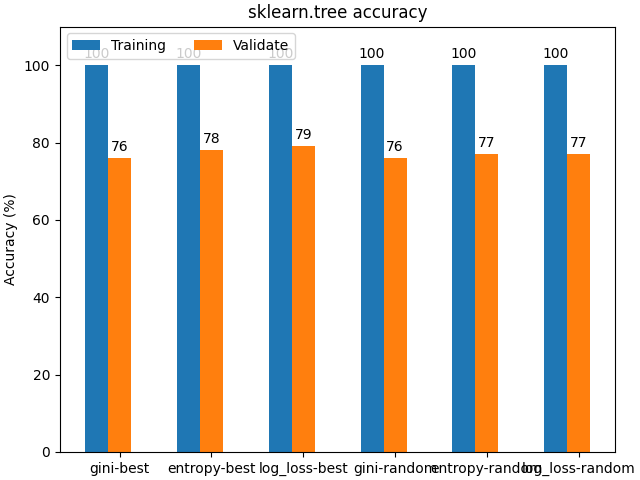 sklearn.tree accuracy
Training Validate
100 100 100 100 100 100
76 78 79 76 77 77
Accuracy (%)
100
80
60
40
20
0
gini-best entropy-best log_loss-best gini-random entropy-random log_loss-random